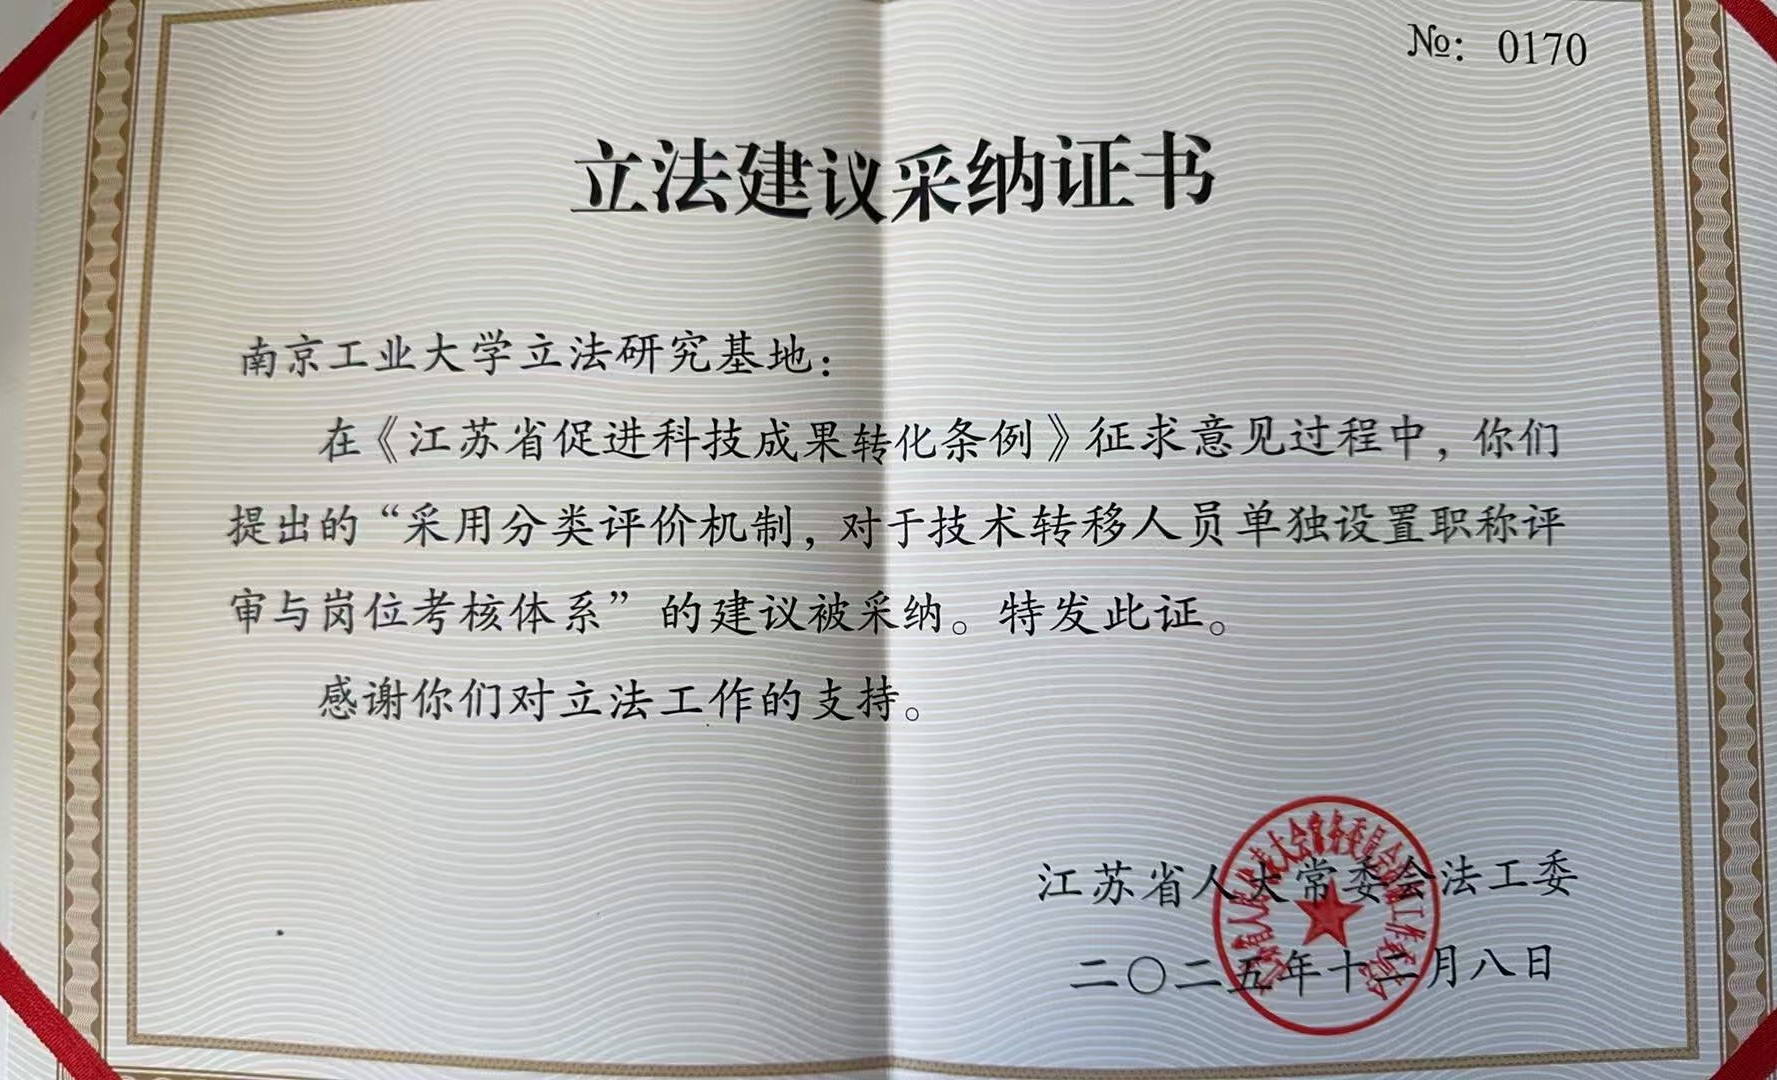 №: 0170
立法建议采纳证书
南京工业大学立法研究基地：
在《江苏省促进科技成果转化条例》征求意见过程中，你们
提出的“采用分类评价机制，对于技术转移人员单独设置职称评
审与岗位考核体系”的建议被采纳。特发此证。
感谢你们对立法工作的支持。
江苏省人大常委会法工委
二〇二五年十二月八日